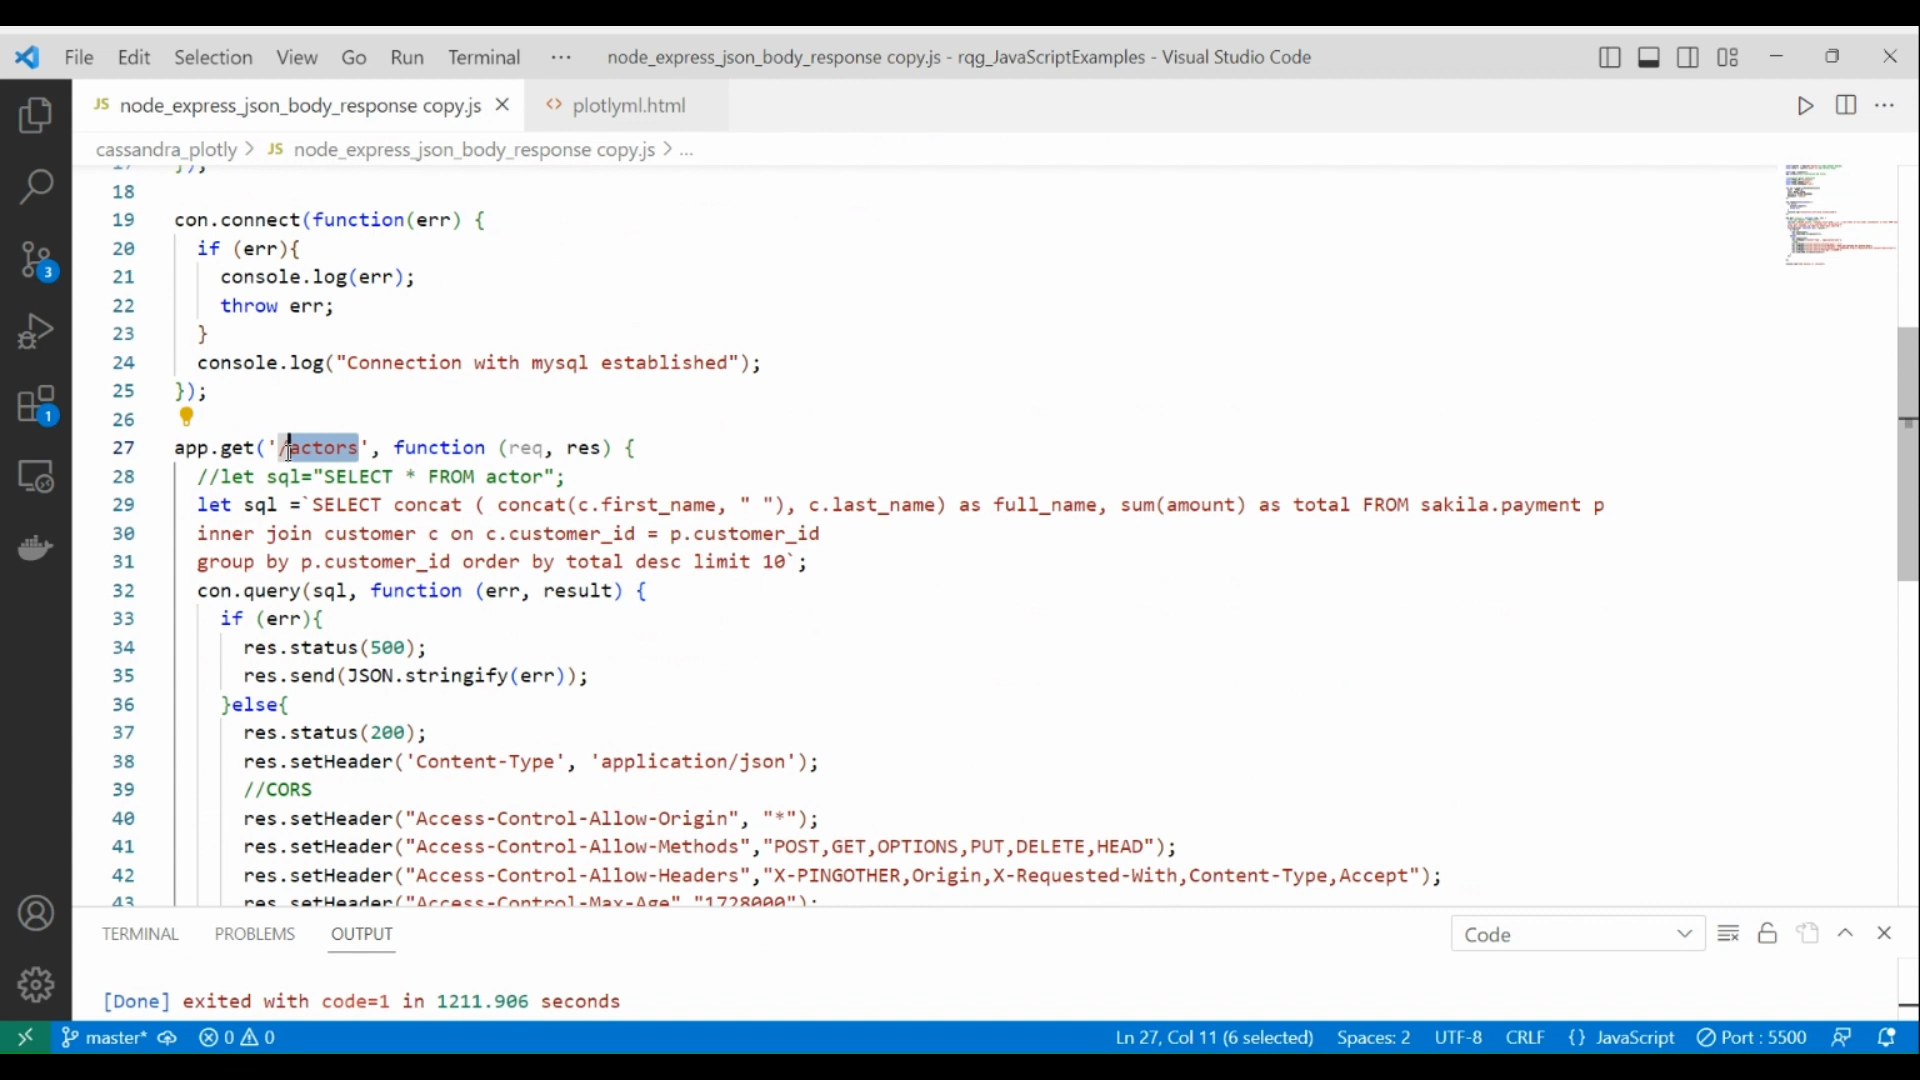 File Edit Selection View Go Run Terminal ··· node_express_json_body_response copy.js - rqg_JavaScriptExamples - Visual Studio Code
JS node_express_json_body_response copy.js plotlyml.html
cassandra_plotly > JS node_express_json_body_response copy.js > ...
17 });
18
19 con.connect(function(err) {
20 if (err){
21 console.log(err);
22 throw err;
23 }
24 console.log("Connection with mysql established");
25 });
26
27 app.get('/actors', function (req, res) {
28 //let sql="SELECT * FROM actor";
29 let sql =`SELECT concat ( concat(c.first_name, " "), c.last_name) as full_name, sum(amount) as total FROM sakila.payment p
30 inner join customer c on c.customer_id = p.customer_id
31 group by p.customer_id order by total desc limit 10`;
32 con.query(sql, function (err, result) {
33 if (err){
34 res.status(500);
35 res.send(JSON.stringify(err));
36 }else{
37 res.status(200);
38 res.setHeader('Content-Type', 'application/json');
39 //CORS
40 res.setHeader("Access-Control-Allow-Origin", "*");
41 res.setHeader("Access-Control-Allow-Methods","POST,GET,OPTIONS,PUT,DELETE,HEAD");
42 res.setHeader("Access-Control-Allow-Headers","X-PINGOTHER,Origin,X-Requested-With,Content-Type,Accept");
43 res.setHeader("Access-Control-Max-Age","1728000");
3
1
TERMINAL PROBLEMS OUTPUT Code
[Done] exited with code=1 in 1211.906 seconds
master* 0 0 Ln 27, Col 11 (6 selected) Spaces: 2 UTF-8 CRLF {} JavaScript Port : 5500